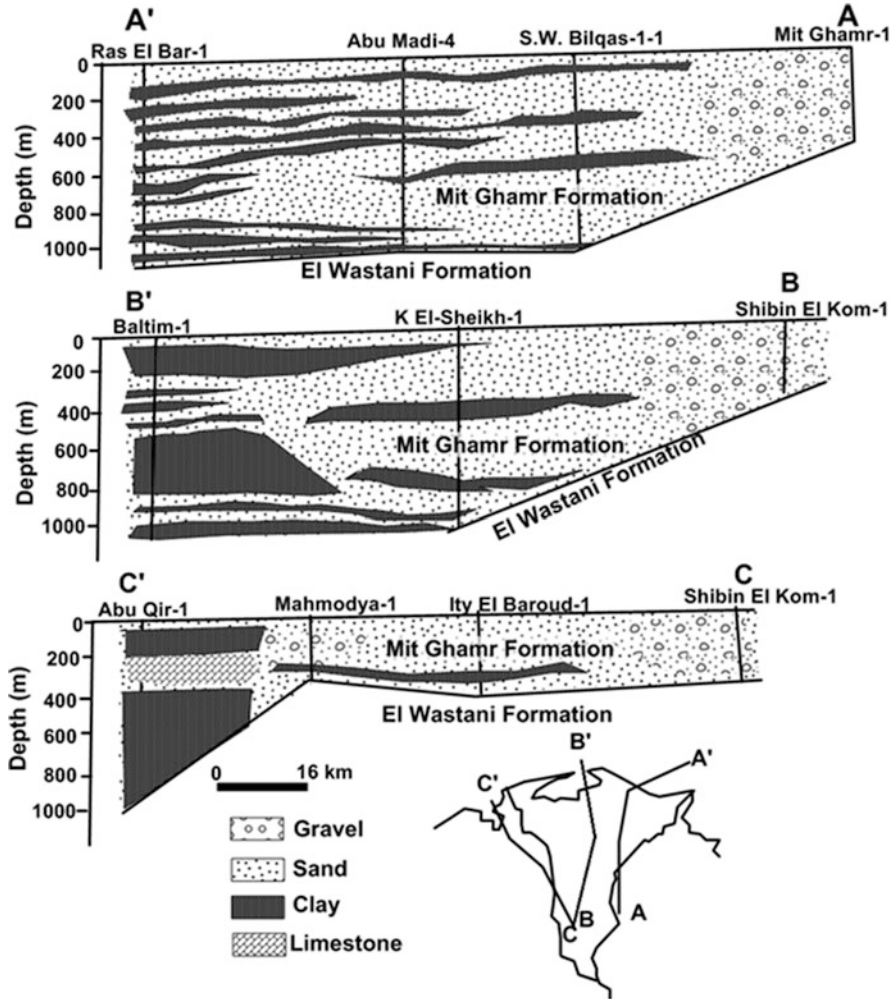 A' A
Ras El Bar-1 Abu Madi-4 S.W. Bilqas-1-1 Mit Ghamr-1
Depth (m)
0
200
400
600
800
1000
Mit Ghamr Formation
El Wastani Formation
B' B
Baltim-1 K El-Sheikh-1 Shibin El Kom-1
Depth (m)
0
200
400
600
800
1000
Mit Ghamr Formation
El Wastani Formation
C' C
Abu Qir-1 Mahmodya-1 Ity El Baroud-1 Shibin El Kom-1
Depth (m)
0
200
400
600
800
1000
Mit Ghamr Formation
El Wastani Formation
0 16 km
Gravel
Sand
Clay
Limestone
B'
C' A'
B A
C